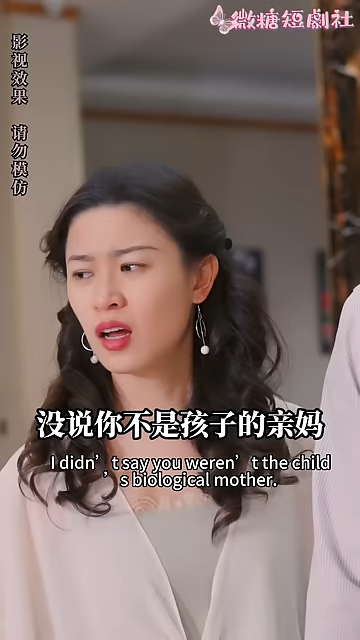 微糖短劇社
影视效果 请勿模仿
没说你不是孩子的亲妈
I didn't say you weren't the child
's biological mother.